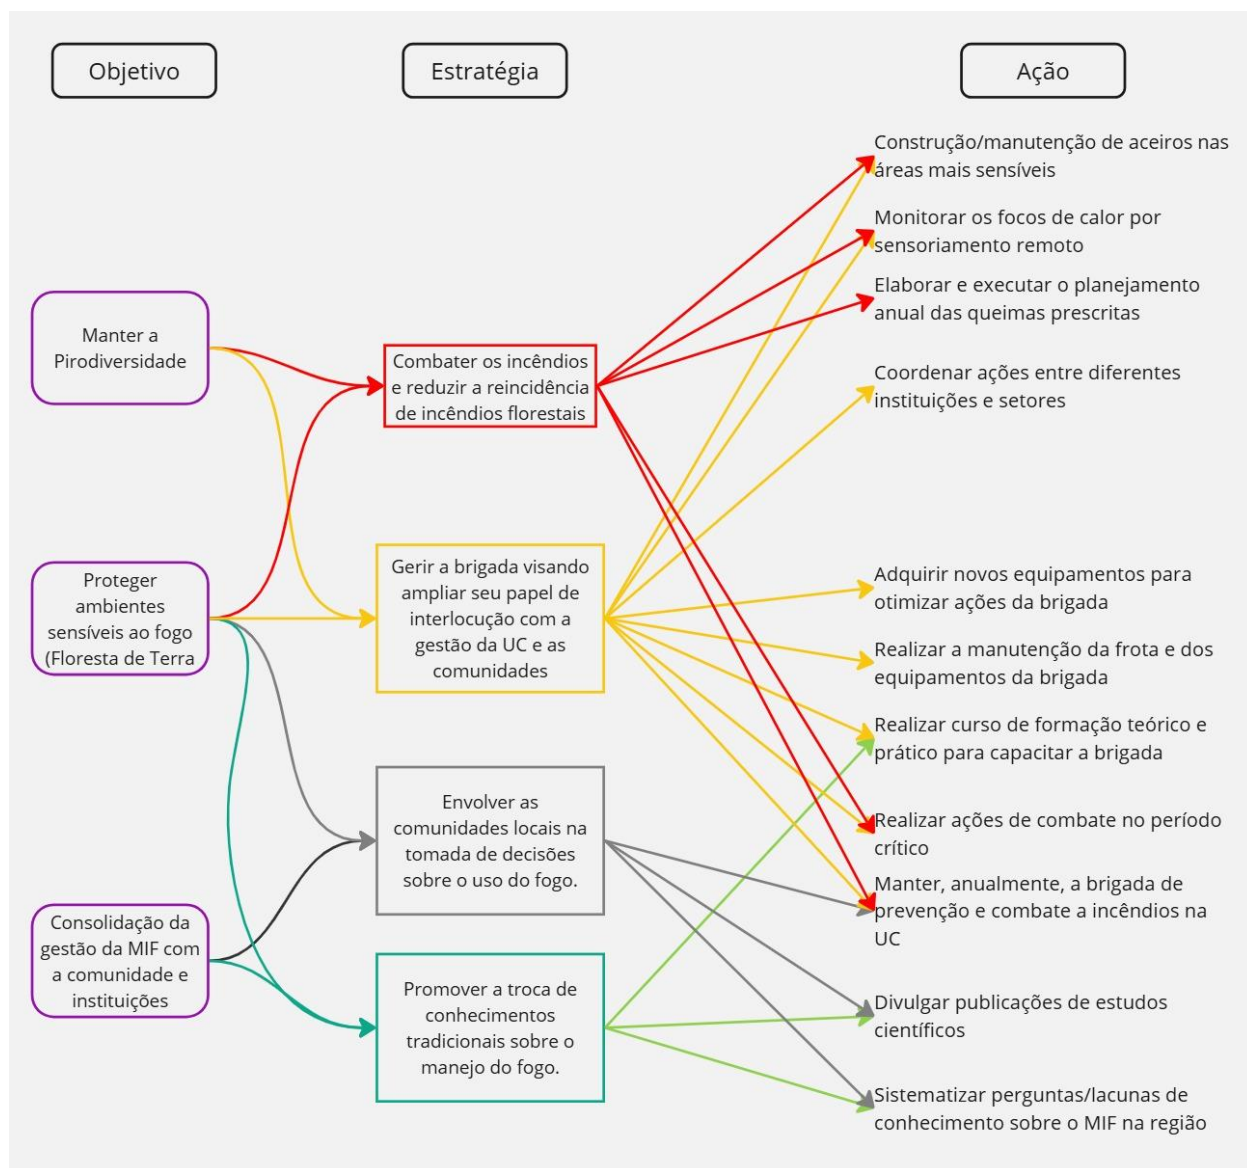 Objetivo
Estratégia
Ação
Manter a
Pirodiversidade
Proteger
ambientes
sensíveis ao fogo
(Floresta de Terra
Consolidação da
gestão da MIF com
a comunidade e
instituições
Combater os incêndios
e reduzir a reincidência
de incêndios florestais
Gerir a brigada visando
ampliar seu papel de
interlocução com a
gestão da UC e as
comunidades
Envolver as
comunidades locais na
tomada de decisões
sobre o uso do fogo.
Promover a troca de
conhecimentos
tradicionais sobre o
manejo do fogo.
Construção/manutenção de aceiros nas
áreas mais sensíveis
Monitorar os focos de calor por
sensoriamento remoto
Elaborar e executar o planejamento
anual das queimas prescritas
Coordenar ações entre diferentes
instituições e setores
Adquirir novos equipamentos para
otimizar ações da brigada
Realizar a manutenção da frota e dos
equipamentos da brigada
Realizar curso de formação teórico e
prático para capacitar a brigada
Realizar ações de combate no período
crítico
Manter, anualmente, a brigada de
prevenção e combate a incêndios na
UC
Divulgar publicações de estudos
científicos
Sistematizar perguntas/lacunas de
conhecimento sobre o MIF na região